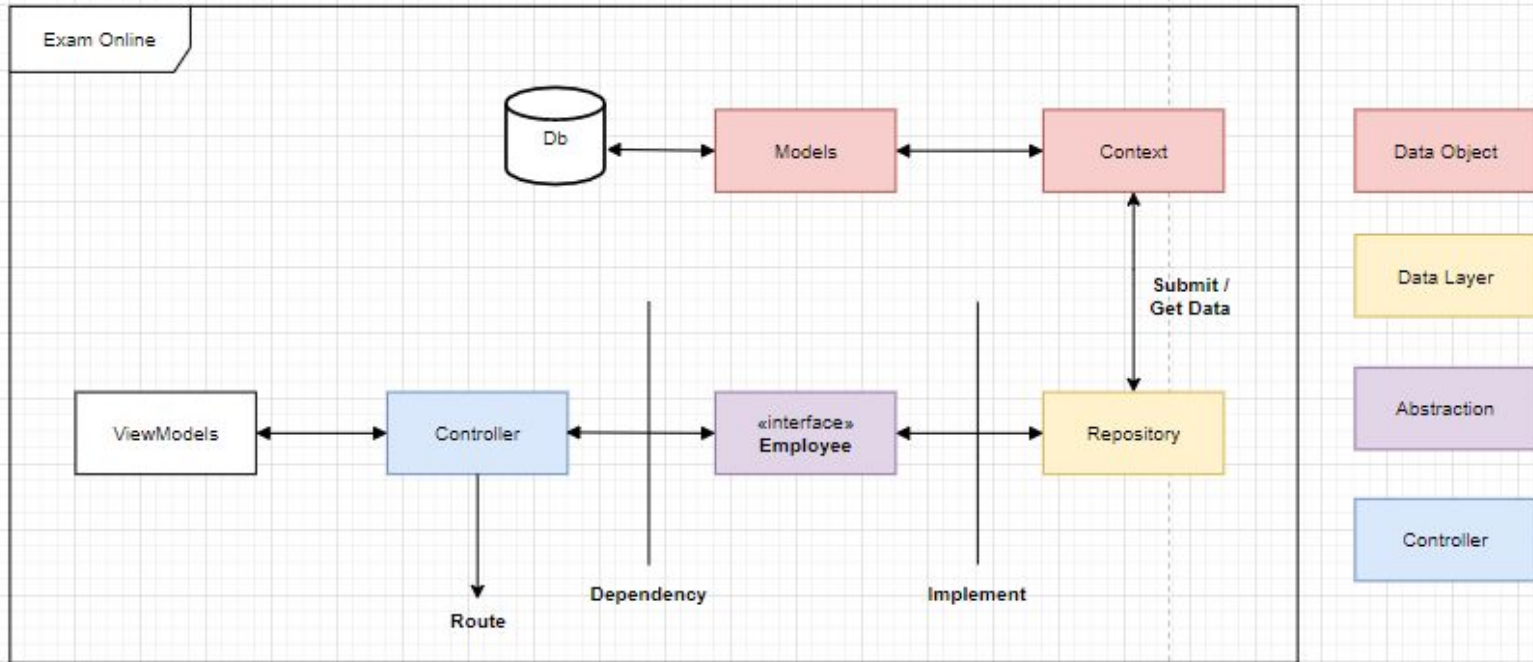 Exam Online
Db
Models
Context
Data Object
Data Layer
Submit /
Get Data
ViewModels
Controller
«interface»
Employee
Repository
Abstraction
Controller
Dependency
Implement
Route